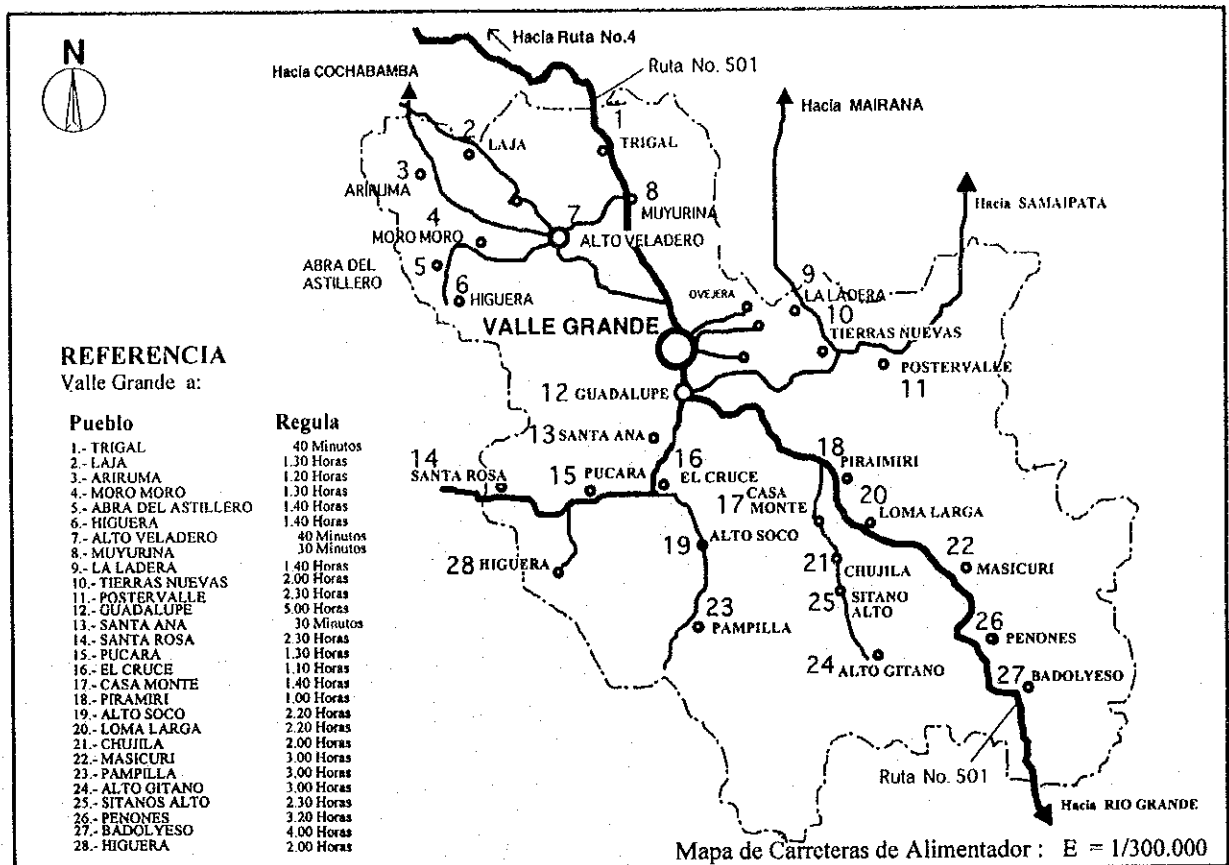 N
Hacia Ruta No.4
Hacia COCHABAMBA
Ruta No. 501
Hacia MAIRANA
1
TRIGAL
2
LAJA
3
ARIRUMA
8
MUYURINA
Hacia SAMAIPATA
7
ALTO VELADERO
4
MORO MORO
5
ABRA DEL
ASTILLERO
6
HIGUERA
OVEJERA
9
LA LADERA
10
TIERRAS NUEVAS
VALLE GRANDE
POSTERVALLE
11
12 GUADALUPE
13 SANTA ANA
14
SANTA ROSA
15 PUCARA
16
EL CRUCE
17 CASA
MONTE
18
PIRAIMIRI
20
LOMA LARGA
19 ALTO SOCO
21 CHUJILA
22
MASICURI
28 HIGUERA
25 SITANO
ALTO
23
PAMPILLA
26
PENONES
24 ALTO GITANO
27 BADOLYESO
Ruta No. 501
Hacia RIO GRANDE
REFERENCIA
Valle Grande a:
Pueblo Regula
1.- TRIGAL 40 Minutos
2.- LAJA 1.30 Horas
3.- ARIRUMA 1.20 Horas
4.- MORO MORO 1.30 Horas
5.- ABRA DEL ASTILLERO 1.40 Horas
6.- HIGUERA 1.40 Horas
7.- ALTO VELADERO 40 Minutos
8.- MUYURINA 30 Minutos
9.- LA LADERA 1.40 Horas
10.- TIERRAS NUEVAS 2.00 Horas
11.- POSTERVALLE 2.30 Horas
12.- GUADALUPE 5.00 Horas
13.- SANTA ANA 30 Minutos
14.- SANTA ROSA 2.30 Horas
15.- PUCARA 1.30 Horas
16.- EL CRUCE 1.10 Horas
17.- CASA MONTE 1.40 Horas
18.- PIRAMIRI 1.00 Horas
19.- ALTO SOCO 2.20 Horas
20.- LOMA LARGA 2.20 Horas
21.- CHUJILA 2.00 Horas
22.- MASICURI 3.00 Horas
23.- PAMPILLA 3.00 Horas
24.- ALTO GITANO 3.00 Horas
25.- SITANOS ALTO 2.30 Horas
26.- PENONES 3.20 Horas
27.- BADOLYESO 4.00 Horas
28.- HIGUERA 2.00 Horas
Mapa de Carreteras de Alimentador : E = 1/300.000